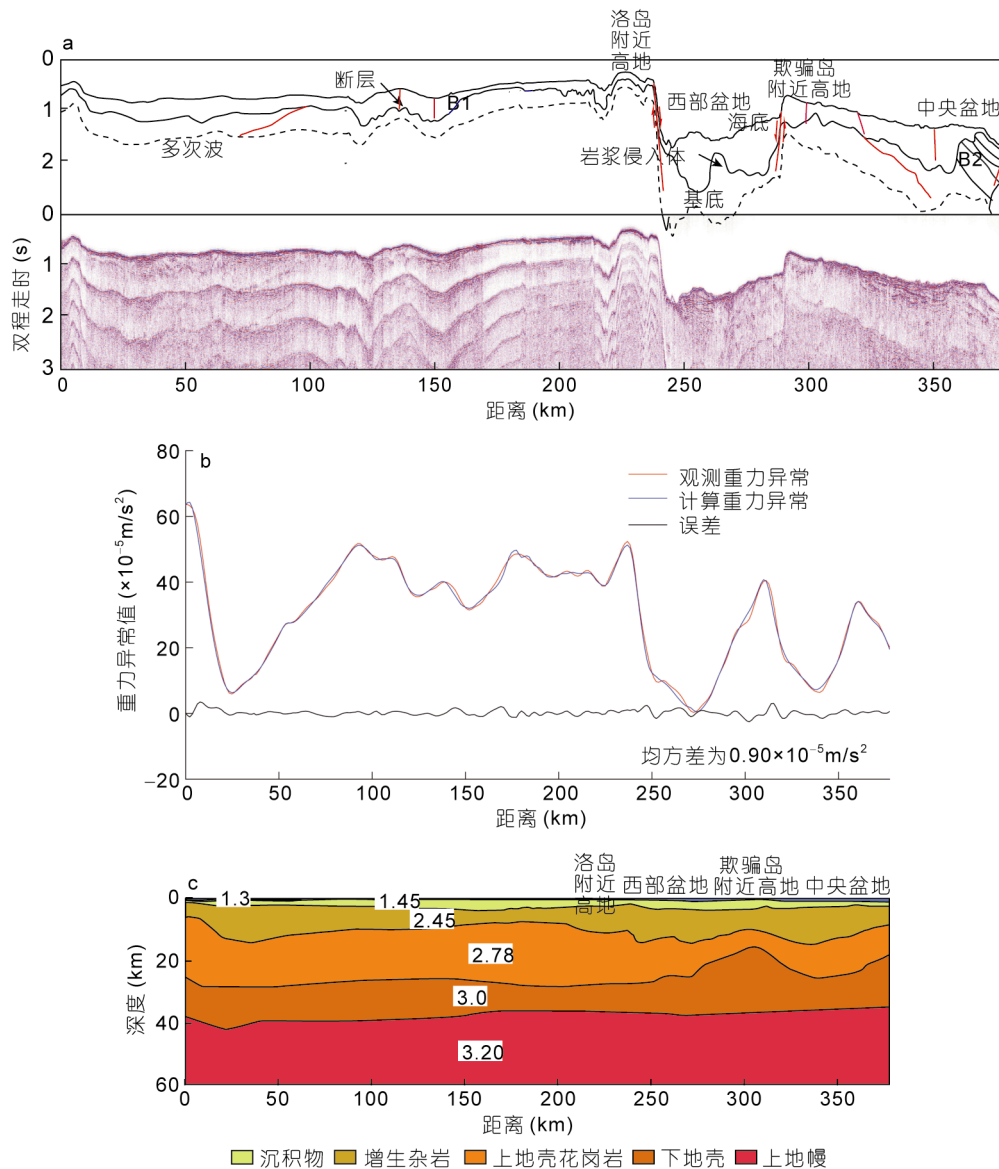 a
洛岛
附近
高地
断层
B1
西部盆地
欺骗岛
附近高地
海底
中央盆地
多次波
岩浆侵入体
B2
基底
0
1
2
0
1
2
3
双程走时 (s)
0 50 100 150 200 250 300 350
距离 (km)
b
80
60
40
20
0
−20
重力异常值 (×10⁻⁵m/s²)
观测重力异常
计算重力异常
误差
均方差为0.90×10⁻⁵m/s²
0 50 100 150 200 250 300 350
距离 (km)
c
洛岛
附近
高地
西部盆地
欺骗岛
附近高地
中央盆地
0
20
40
60
深度 (km)
1.3
1.45
2.45
2.78
3.0
3.20
0 50 100 150 200 250 300 350
距离 (km)
沉积物 增生杂岩 上地壳花岗岩 下地壳 上地幔